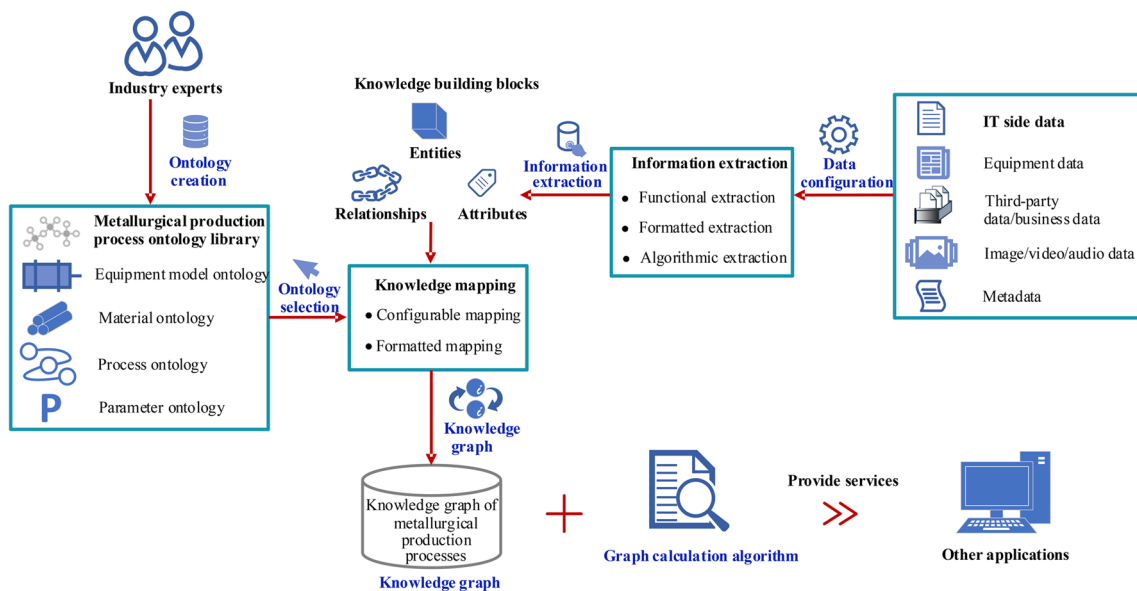 Industry experts
Ontology
creation
Metallurgical production
process ontology library
Equipment model ontology
Material ontology
Process ontology
P
Parameter ontology
Ontology
selection
Knowledge building blocks
Entities
Relationships
Attributes
Information
extraction
Information extraction
● Functional extraction
● Formatted extraction
● Algorithmic extraction
Data
configuration
IT side data
Equipment data
Third-party
data/business data
Image/video/audio data
Metadata
Knowledge mapping
● Configurable mapping
● Formatted mapping
i
i
Knowledge
graph
Knowledge graph of
metallurgical
production
processes
Knowledge graph
Graph calculation algorithm
Provide services
Other applications